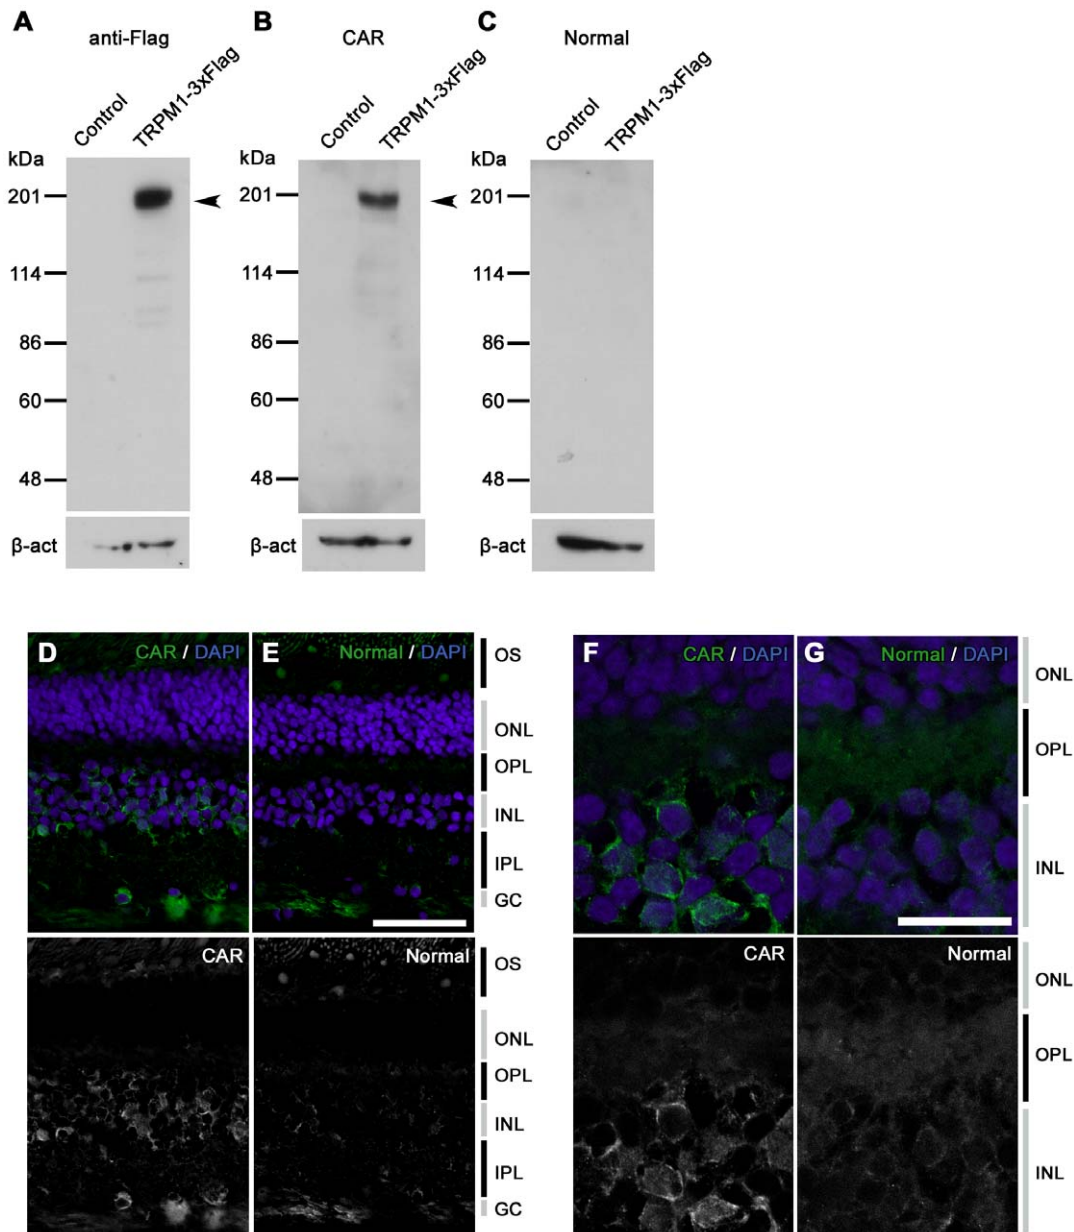 A
anti-Flag
Control
TRPM1-3xFlag
kDa
201
114
86
60
48
β-act
B
CAR
Control
TRPM1-3xFlag
kDa
201
114
86
60
48
β-act
C
Normal
Control
TRPM1-3xFlag
kDa
201
114
86
60
48
β-act
D
CAR / DAPI
E
Normal / DAPI
OS
ONL
OPL
INL
IPL
GC
F
CAR / DAPI
G
Normal / DAPI
ONL
OPL
INL
CAR
Normal
OS
ONL
OPL
INL
IPL
GC
CAR
Normal
ONL
OPL
INL